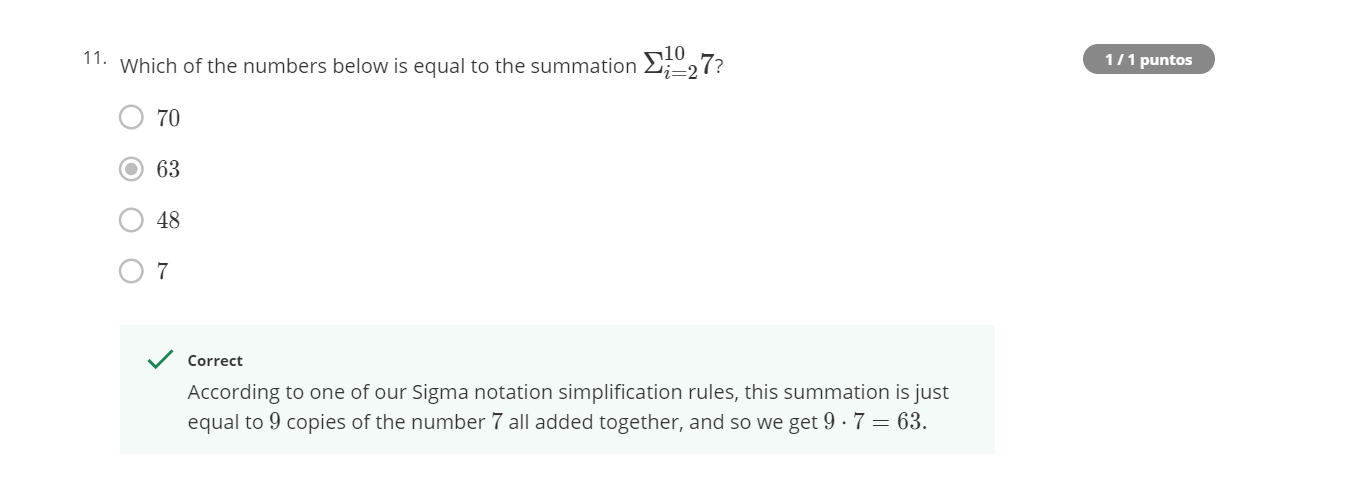 11. Which of the numbers below is equal to the summation $\Sigma_{i=2}^{10} 7$? 1 / 1 puntos
70
63
48
7
Correct
According to one of our Sigma notation simplification rules, this summation is just
equal to 9 copies of the number 7 all added together, and so we get 9 · 7 = 63.